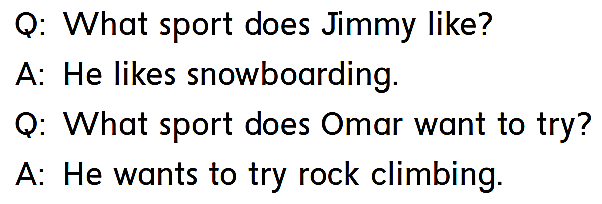 Q: What sport does Jimmy like?
A: He likes snowboarding.
Q: What sport does Omar want to try?
A: He wants to try rock climbing.